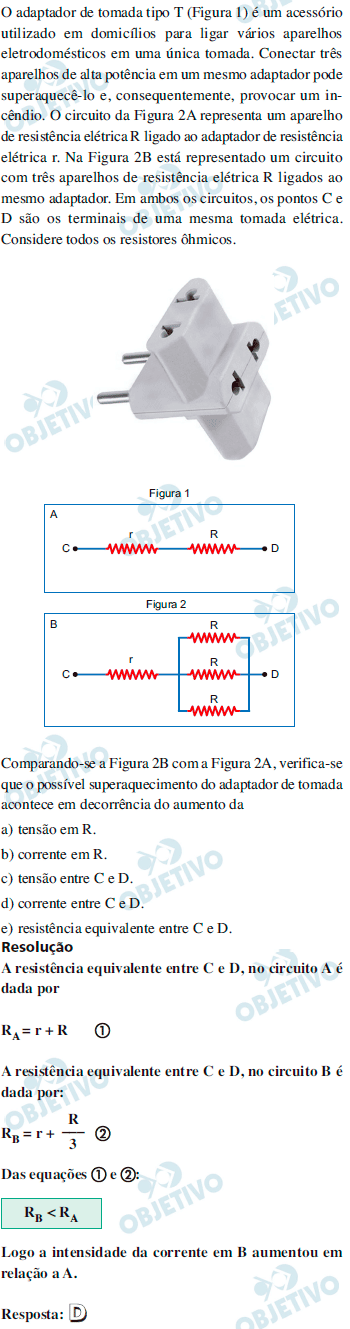 O adaptador de tomada tipo T (Figura 1) é um acessório
utilizado em domicílios para ligar vários aparelhos
eletrodomésticos em uma única tomada. Conectar três
aparelhos de alta potência em um mesmo adaptador pode
superaquecê-lo e, consequentemente, provocar um in-
cêndio. O circuito da Figura 2A representa um aparelho
de resistência elétrica R ligado ao adaptador de resistência
elétrica r. Na Figura 2B está representado um circuito
com três aparelhos de resistência elétrica R ligados ao
mesmo adaptador. Em ambos os circuitos, os pontos C e
D são os terminais de uma mesma tomada elétrica.
Considere todos os resistores ôhmicos.
Figura 1
A
r R
C D
Figura 2
B
R
r R
C D
R
Comparando-se a Figura 2B com a Figura 2A, verifica-se
que o possível superaquecimento do adaptador de tomada
acontece em decorrência do aumento da
a) tensão em R.
b) corrente em R.
c) tensão entre C e D.
d) corrente entre C e D.
e) resistência equivalente entre C e D.
Resolução
A resistência equivalente entre C e D, no circuito A é
dada por
R_A = r + R ①
A resistência equivalente entre C e D, no circuito B é
dada por:
R_B = r + R/3 ②
Das equações ① e ②:
R_B < R_A
Logo a intensidade da corrente em B aumentou em
relação a A.
Resposta: D
OBJETIVO